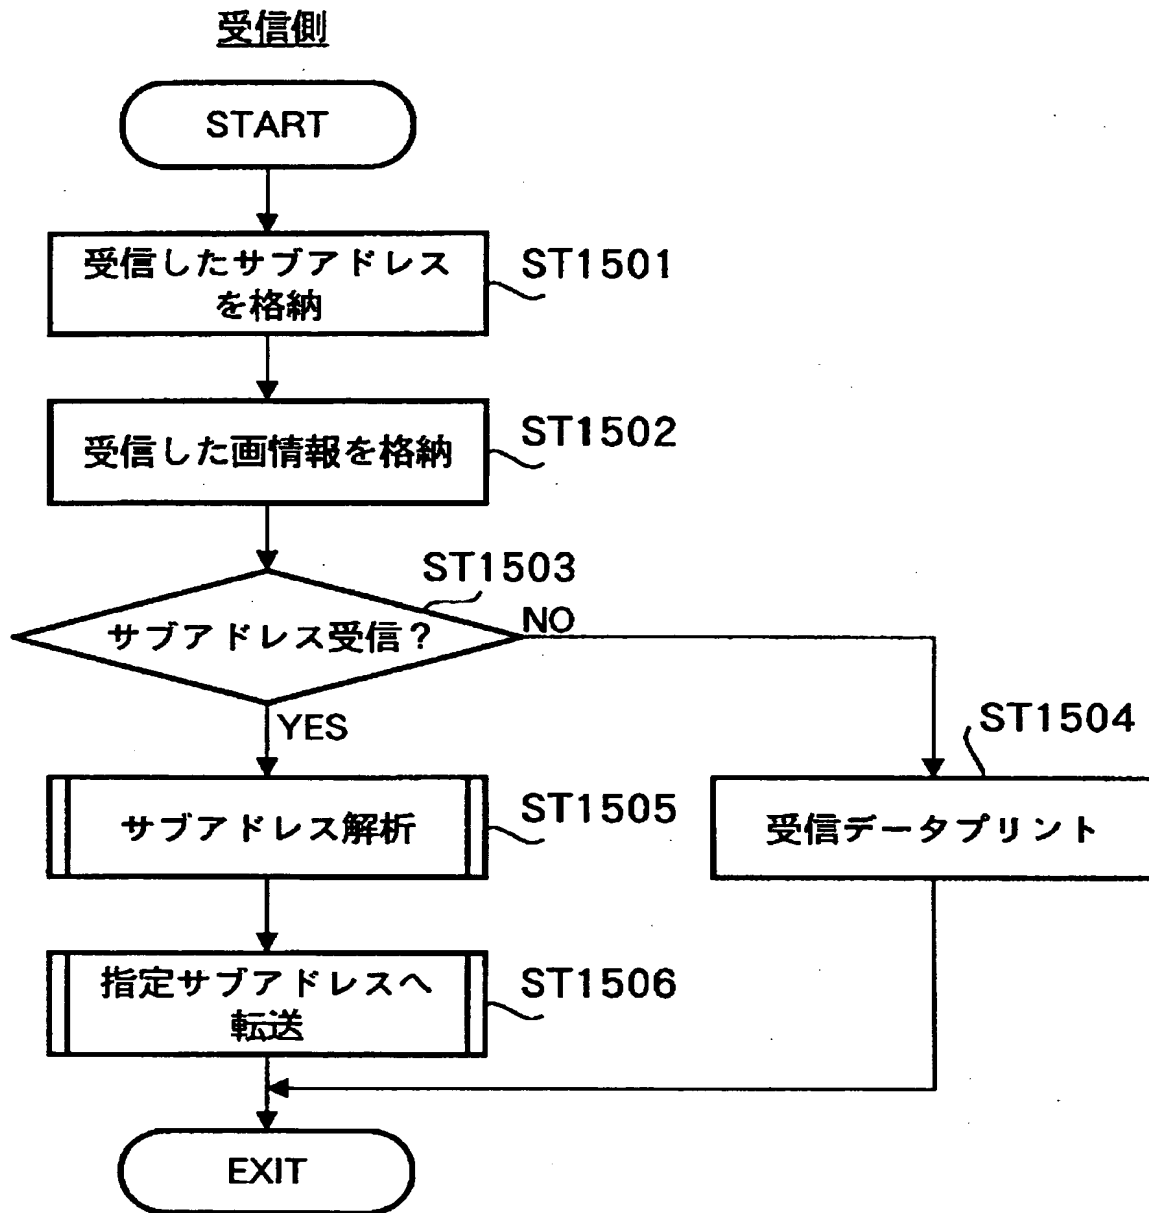 受信側
START
受信したサブアドレス
を格納
ST1501
受信した画情報を格納
ST1502
ST1503
サブアドレス受信？
NO
YES
ST1504
サブアドレス解析
ST1505
受信データプリント
指定サブアドレスへ
転送
ST1506
EXIT